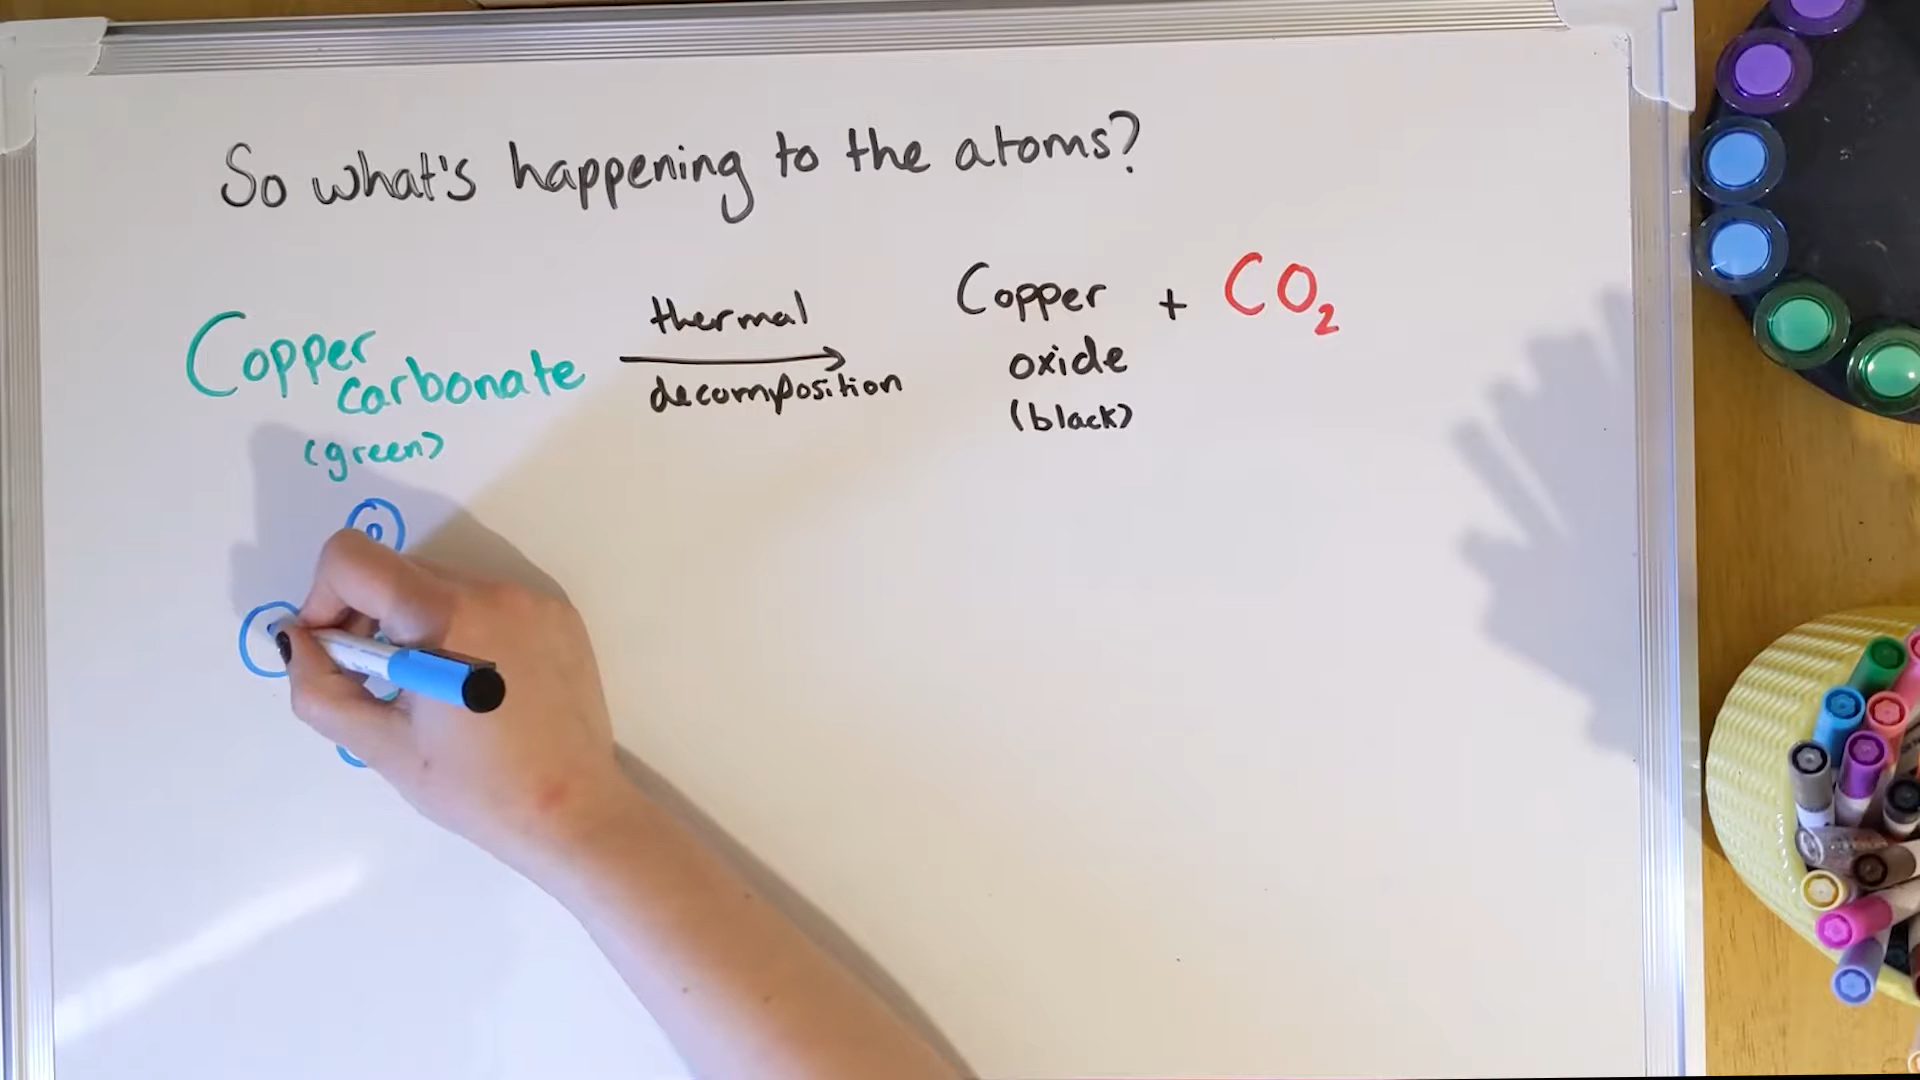 So what's happening to the atoms?
Copper carbonate
(green)
thermal
decomposition
Copper + CO₂
oxide
(black)
O